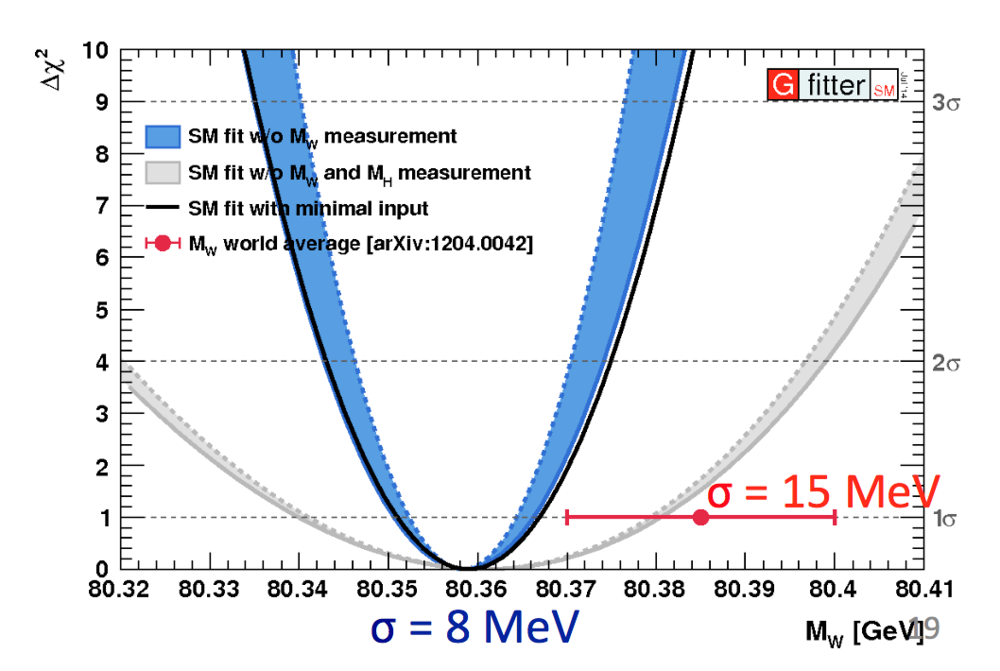 Δχ²
10
9
8
7
6
5
4
3
2
1
0
G fitter SM Jul '14
SM fit w/o M_W measurement
SM fit w/o M_W and M_H measurement
SM fit with minimal input
M_W world average [arXiv:1204.0042]
3σ
2σ
1σ
σ = 15 MeV
80.32 80.33 80.34 80.35 80.36 80.37 80.38 80.39 80.4 80.41
σ = 8 MeV
M_W [GeV]
19